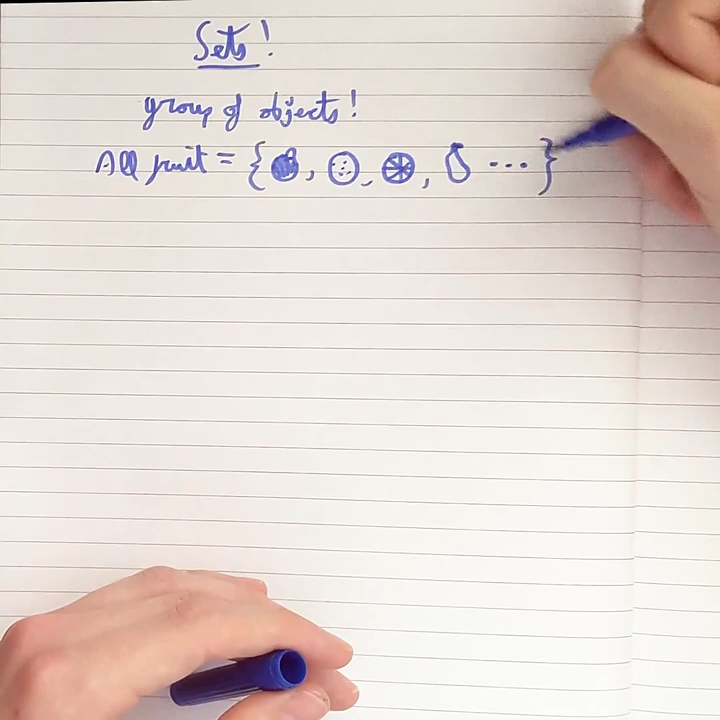 Sets!
group of objects!
All fruit = { , , , ... }